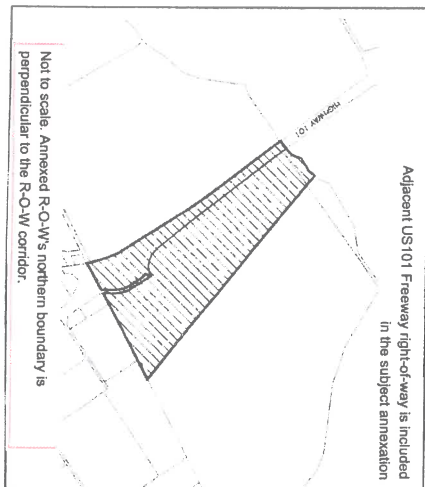 Adjacent US101 Freeway right-of-way is included
in the subject annexation
HIGHWAY 101
Not to scale. Annexed R-O-W's northern boundary is
perpendicular to the R-O-W corridor.